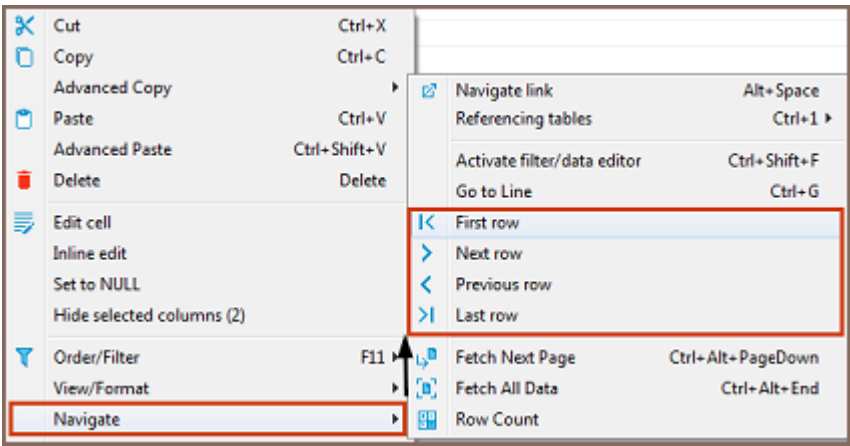 Cut Ctrl+X
Copy Ctrl+C
Advanced Copy
Paste Ctrl+V
Advanced Paste Ctrl+Shift+V
Delete Delete
Edit cell
Inline edit
Set to NULL
Hide selected columns (2)
Order/Filter F11
View/Format
Navigate
Navigate link Alt+Space
Referencing tables Ctrl+1
Activate filter/data editor Ctrl+Shift+F
Go to Line Ctrl+G
First row
Next row
Previous row
Last row
Fetch Next Page Ctrl+Alt+PageDown
Fetch All Data Ctrl+Alt+End
Row Count